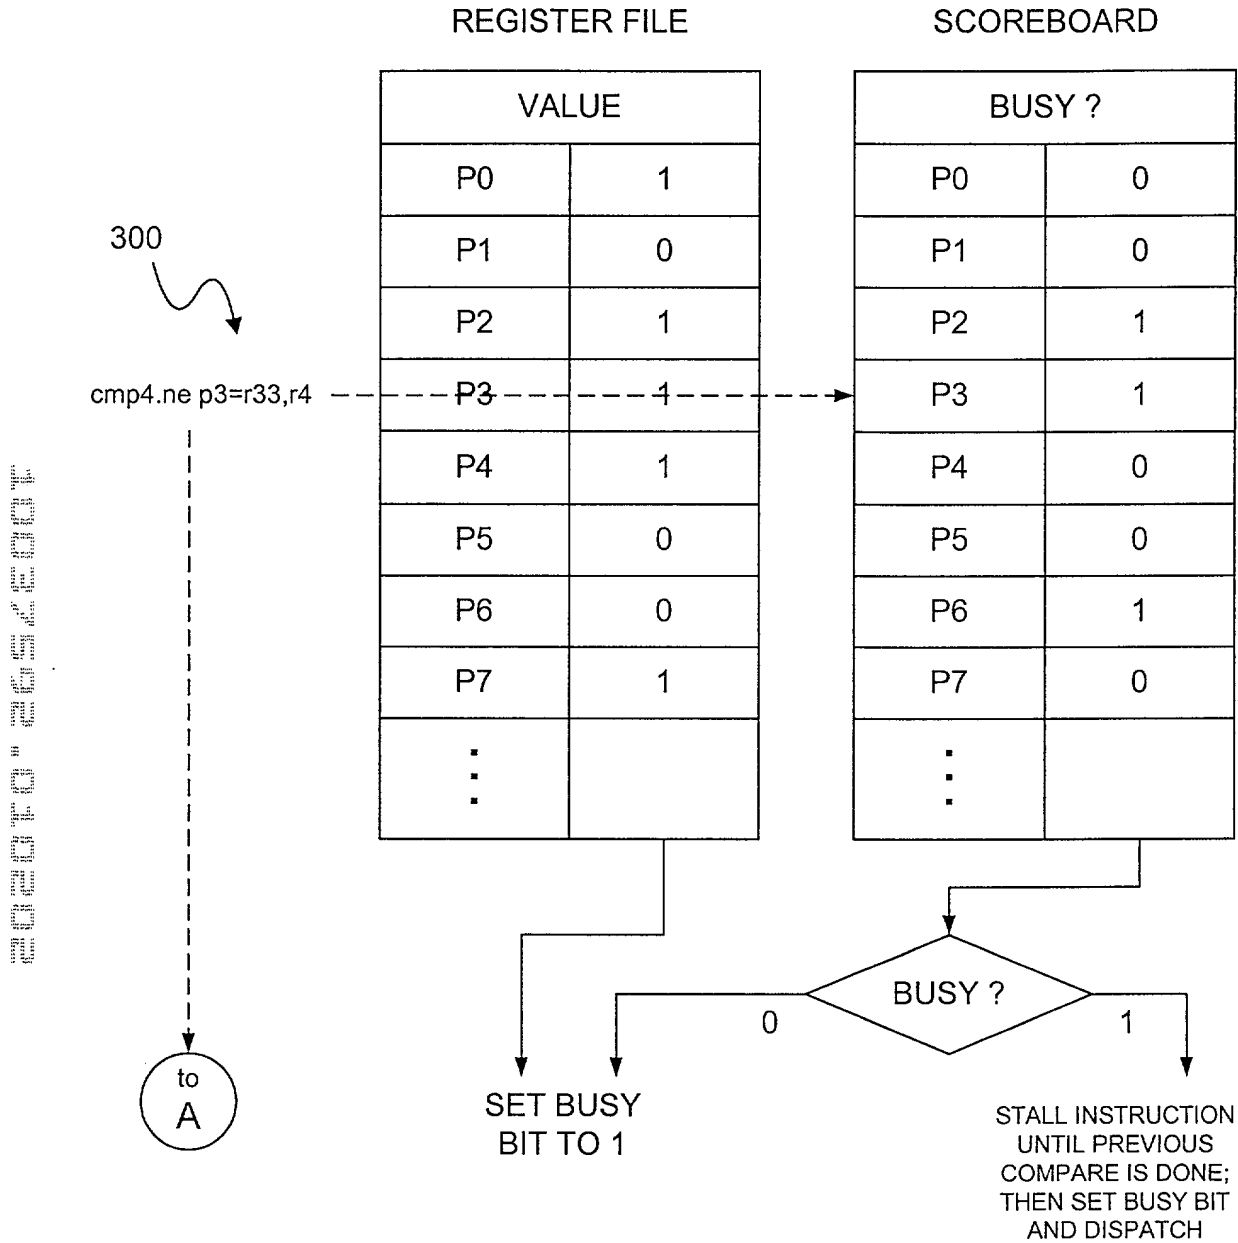 REGISTER FILE
SCOREBOARD
VALUE
BUSY ?
P0 1
P0 0
P1 0
P1 0
300
P2 1
P2 1
cmp4.ne p3=r33,r4
P3 1
P3 1
P4 1
P4 0
P5 0
P5 0
P6 0
P6 1
P7 1
P7 0
BUSY ?
0
1
to
A
SET BUSY
BIT TO 1
STALL INSTRUCTION
UNTIL PREVIOUS
COMPARE IS DONE;
THEN SET BUSY BIT
AND DISPATCH